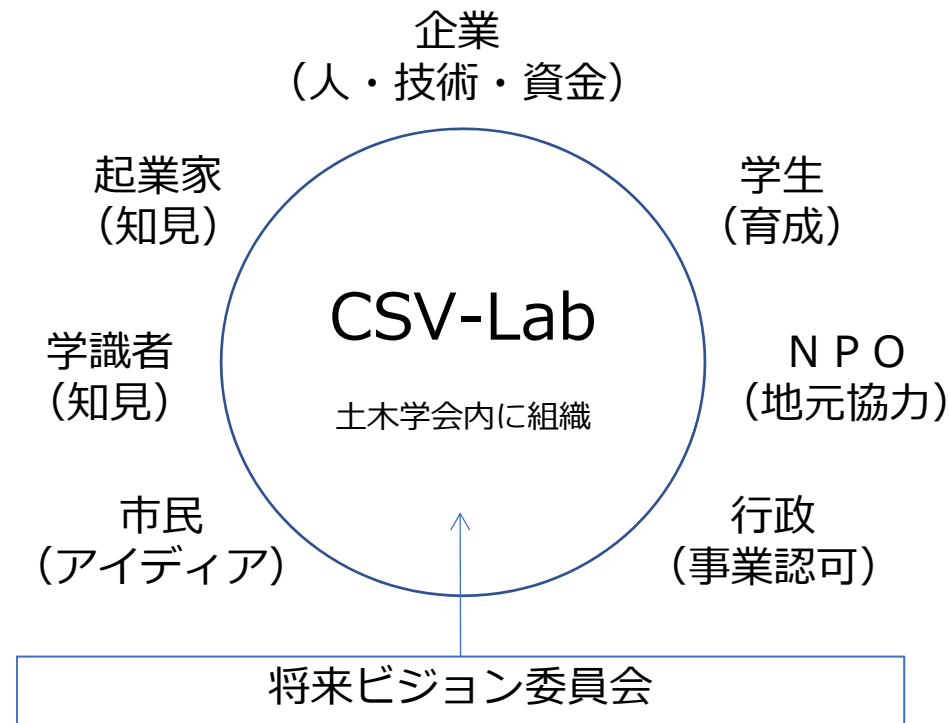 企業
（人・技術・資金）
起業家
（知見）
学生
（育成）
CSV-Lab
土木学会内に組織
学識者
（知見）
ＮＰＯ
（地元協力）
市民
（アイディア）
行政
（事業認可）
将来ビジョン委員会